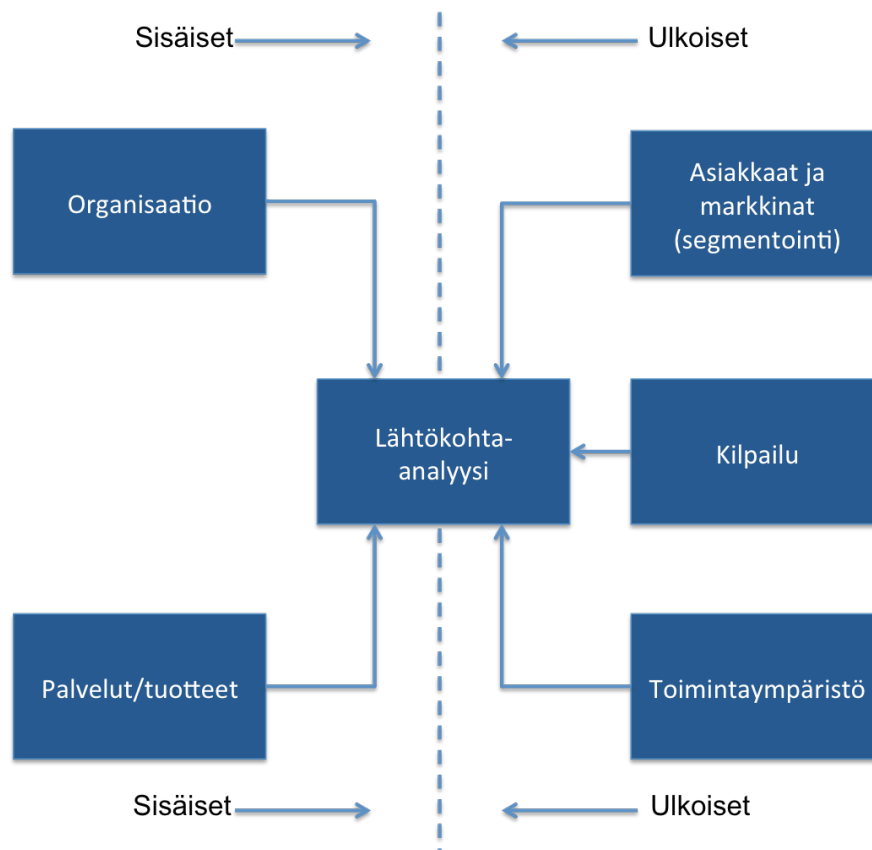 Sisäiset
Ulkoiset
Organisaatio
Asiakkaat ja
markkinat
(segmentointi)
Lähtökohta-
analyysi
Kilpailu
Palvelut/tuotteet
Toimintaympäristö
Sisäiset
Ulkoiset